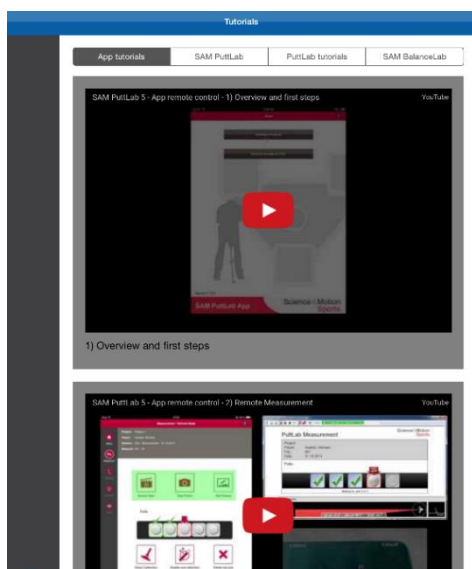 Tutorials
App tutorials
SAM PuttLab
PuttLab tutorials
SAM BalanceLab
SAM PuttLab 5 - App remote control - 1) Overview and first steps
YouTube
SAM PuttLab App
Science & Motion
Sports
1) Overview and first steps
SAM PuttLab 5 - App remote control - 2) Remote Measurement
YouTube
PuttLab Measurement